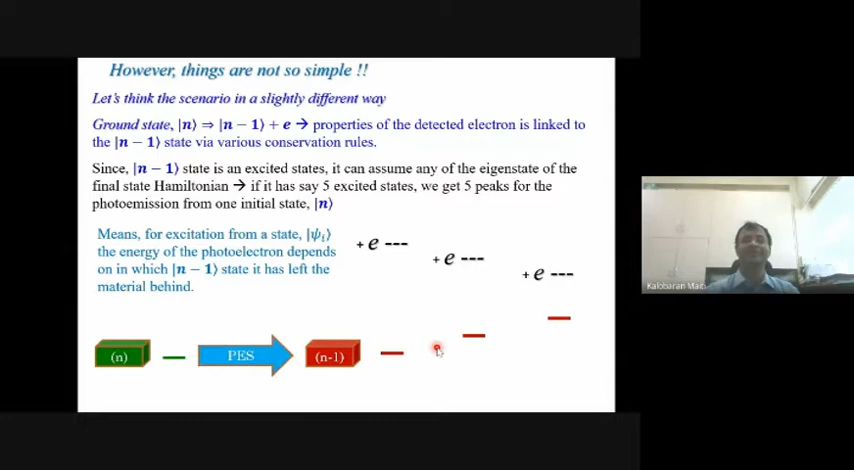 However, things are not so simple !!
Let's think the scenario in a slightly different way
Ground state, |n⟩ ⇒ |n − 1⟩ + e → properties of the detected electron is linked to
the |n − 1⟩ state via various conservation rules.
Since, |n − 1⟩ state is an excited states, it can assume any of the eigenstate of the
final state Hamiltonian → if it has say 5 excited states, we get 5 peaks for the
photoemission from one initial state, |n⟩
Means, for excitation from a state, |ψᵢ⟩
the energy of the photoelectron depends
on in which |n − 1⟩ state it has left the
material behind.
+ e ---
+ e ---
+ e ---
(n)
PES
(n-1)
Kalobaran Maiti